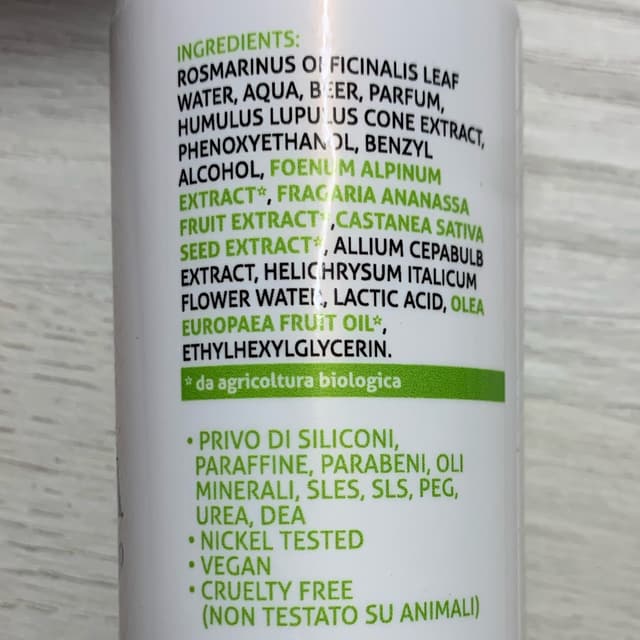 INGREDIENTS:
ROSMARINUS OFFICINALIS LEAF
WATER, AQUA, BEER, PARFUM,
HUMULUS LUPULUS CONE EXTRACT,
PHENOXYETHANOL, BENZYL
ALCOHOL, FOENUM ALPINUM
EXTRACT*, FRAGARIA ANANASSA
FRUIT EXTRACT*, CASTANEA SATIVA
SEED EXTRACT*, ALLIUM CEPABULB
EXTRACT, HELICHRYSUM ITALICUM
FLOWER WATER, LACTIC ACID, OLEA
EUROPAEA FRUIT OIL*,
ETHYLHEXYLGLYCERIN.
* da agricoltura biologica
• PRIVO DI SILICONI,
PARAFFINE, PARABENI, OLI
MINERALI, SLES, SLS, PEG,
UREA, DEA
• NICKEL TESTED
• VEGAN
• CRUELTY FREE
(NON TESTATO SU ANIMALI)